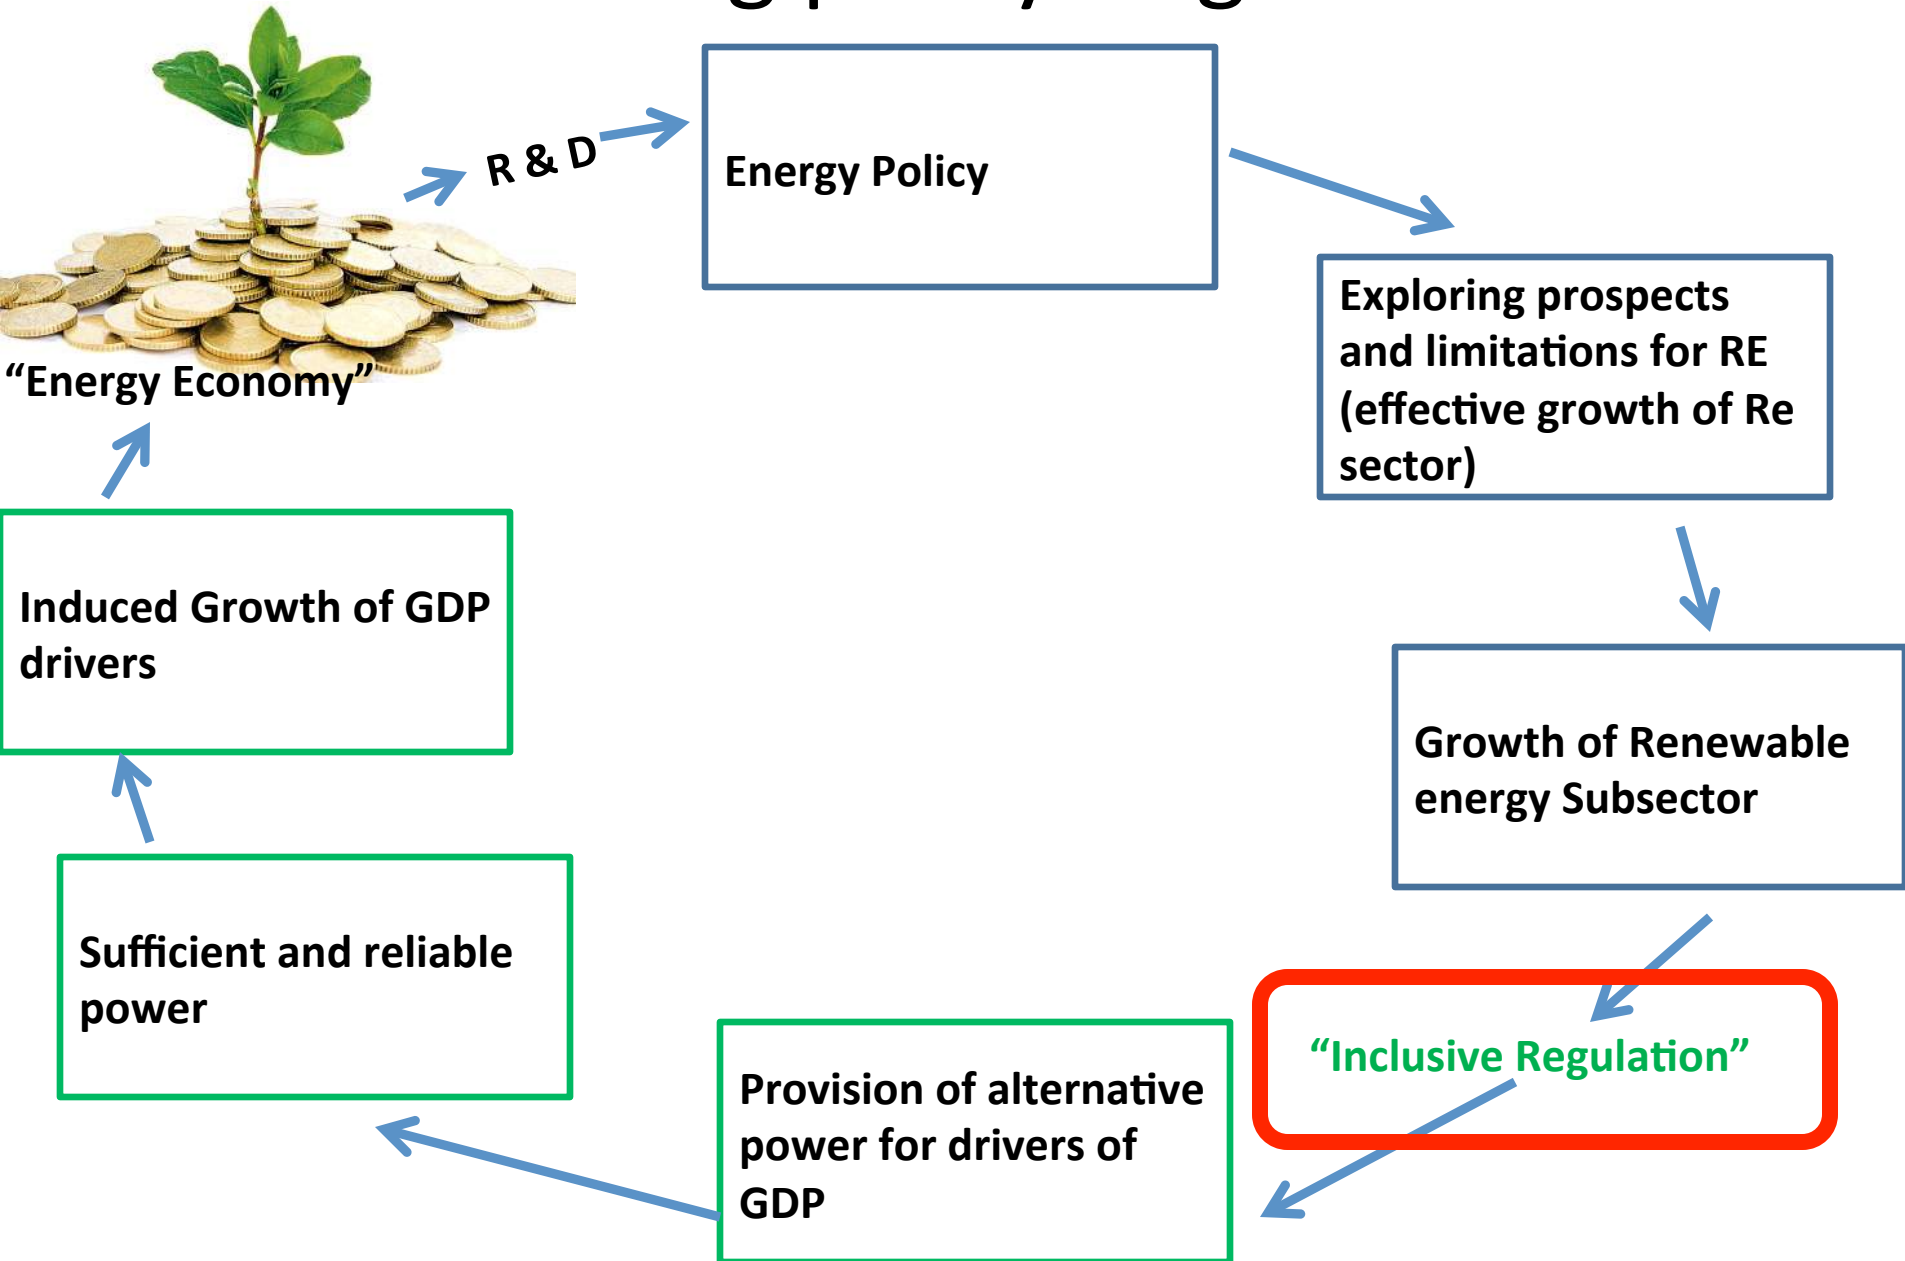 R & D
Energy Policy
Exploring prospects
and limitations for RE
(effective growth of Re
sector)
“Energy Economy”
Induced Growth of GDP
drivers
Growth of Renewable
energy Subsector
Sufficient and reliable
power
“Inclusive Regulation”
Provision of alternative
power for drivers of
GDP